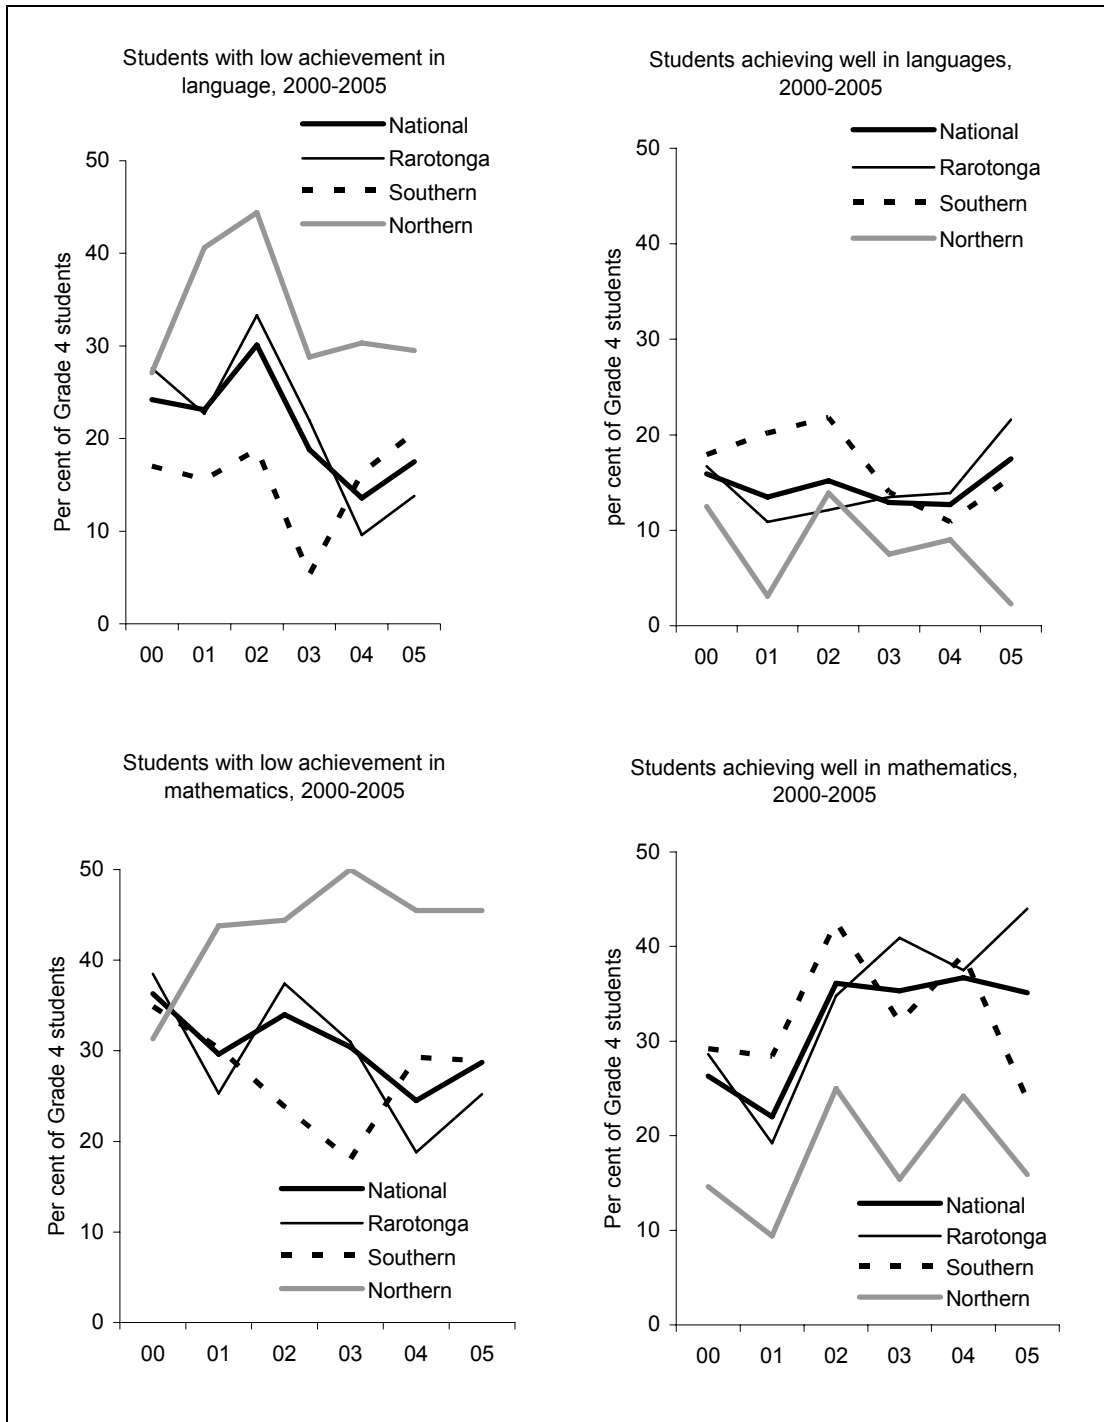 Students with low achievement in
language, 2000-2005
National
Rarotonga
Southern
Northern
50
40
30
20
10
0
Per cent of Grade 4 students
00 01 02 03 04 05
Students achieving well in languages,
2000-2005
National
Rarotonga
Southern
Northern
50
40
30
20
10
0
per cent of Grade 4 students
00 01 02 03 04 05
Students with low achievement in
mathematics, 2000-2005
50
40
30
20
10
0
Per cent of Grade 4 students
National
Rarotonga
Southern
Northern
00 01 02 03 04 05
Students achieving well in mathematics,
2000-2005
50
40
30
20
10
0
Per cent of Grade 4 students
National
Rarotonga
Southern
Northern
00 01 02 03 04 05